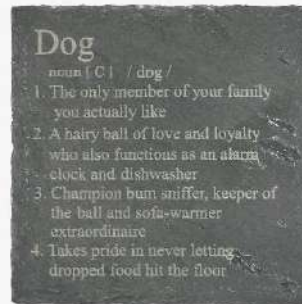 Dog
noun [ C ] / dog /
1. The only member of your family
you actually like
2. A hairy ball of love and loyalty
who also functions as an alarm
clock and dishwasher
3. Champion bum sniffer, keeper of
the ball and sofa-warmer
extraordinaire
4. Takes pride in never letting
dropped food hit the floor